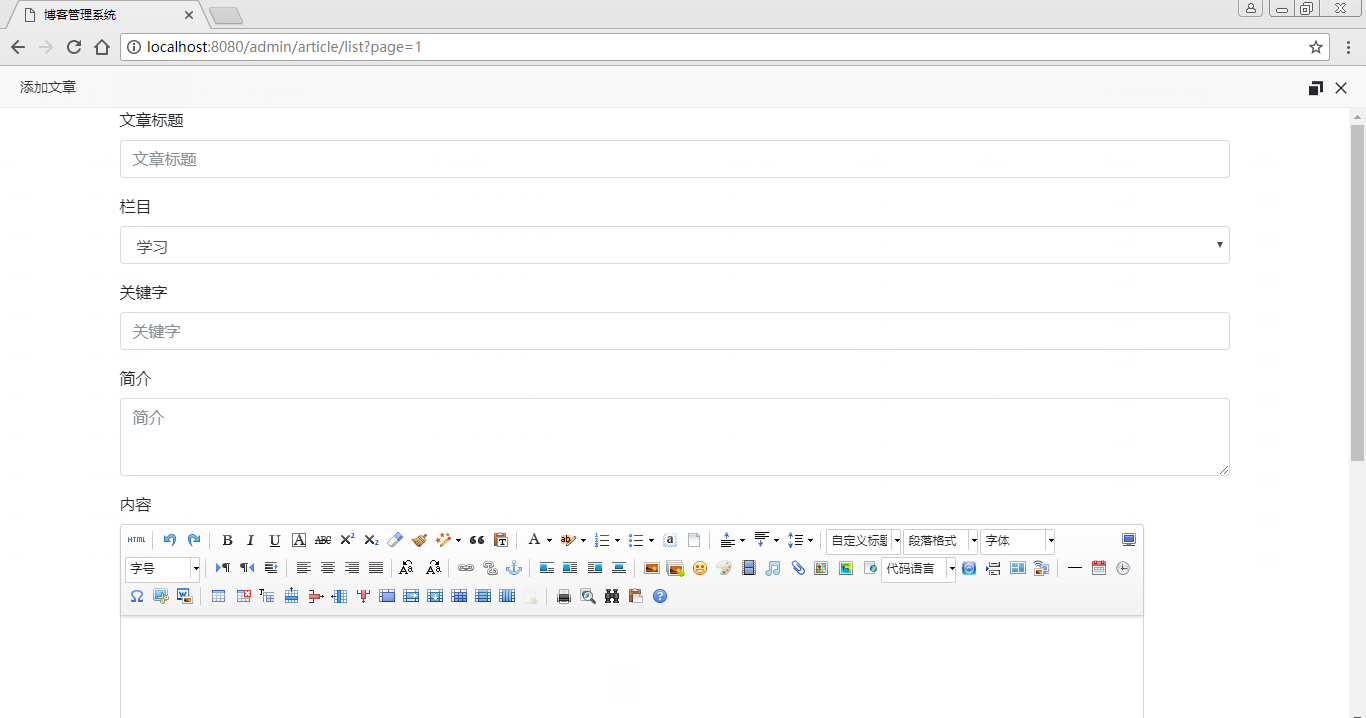 博客管理系统
localhost:8080/admin/article/list?page=1
添加文章
文章标题
文章标题
栏目
学习
关键字
关键字
简介
简介
内容
HTML B I U A ABC X² X₂ A ab a 自定义标题 段落格式 字体
字号 代码语言